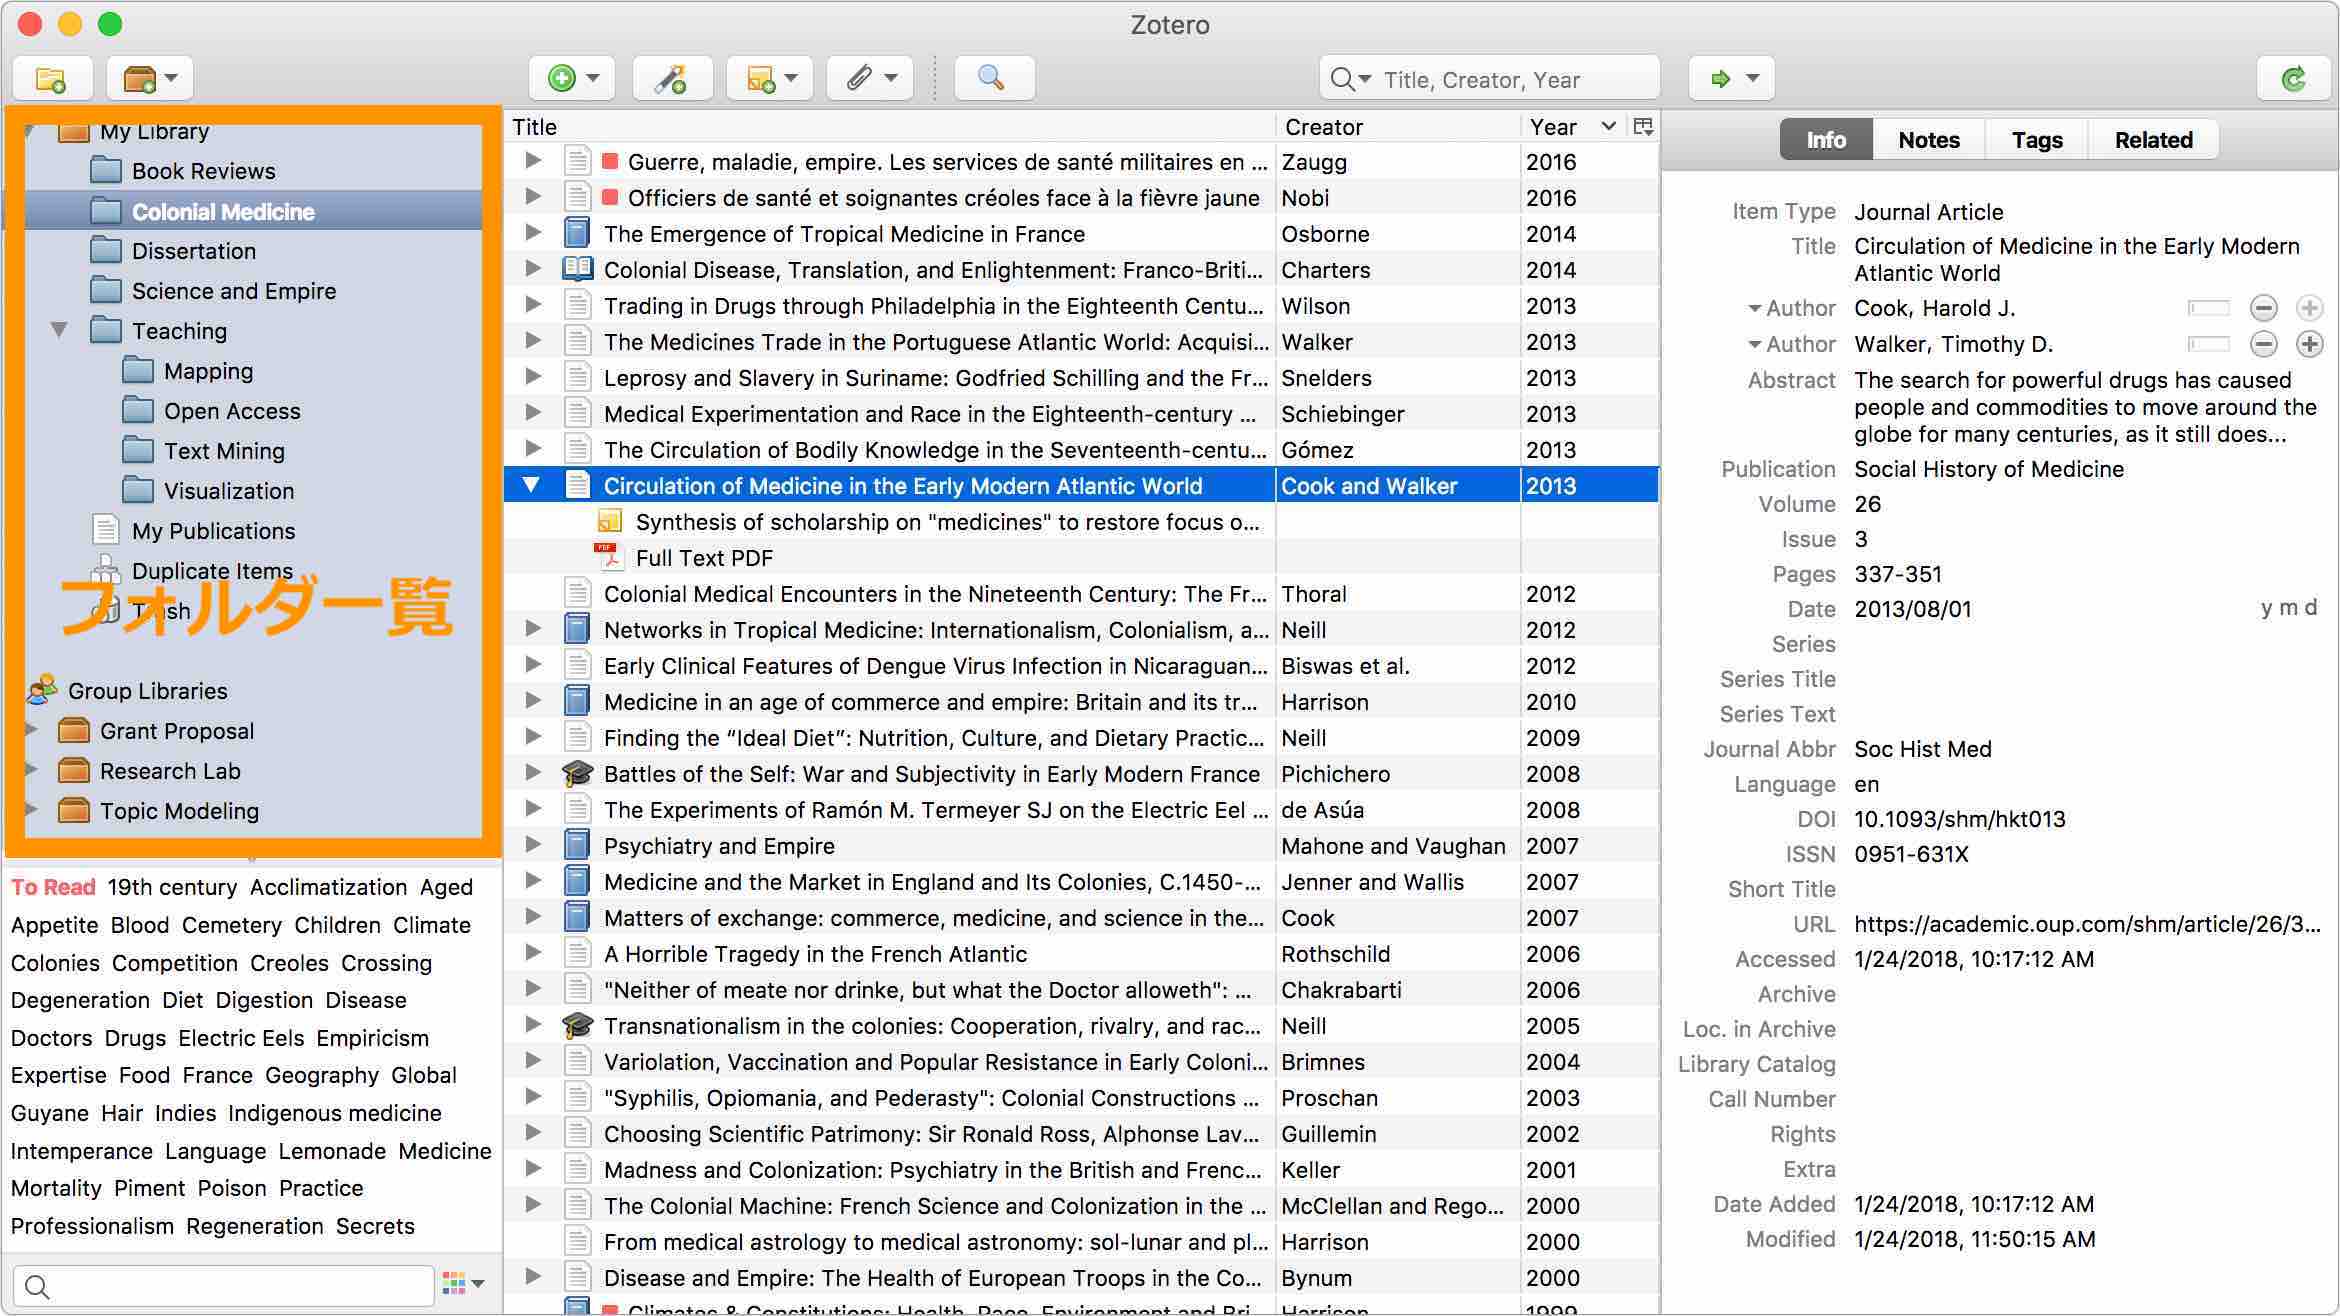 Zotero
Title, Creator, Year
My Library
Book Reviews
Colonial Medicine
Dissertation
Science and Empire
Teaching
Mapping
Open Access
Text Mining
Visualization
My Publications
Duplicate Items
Trash
フォルダ一覧
Group Libraries
Grant Proposal
Research Lab
Topic Modeling
To Read 19th century Acclimatization Aged
Appetite Blood Cemetery Children Climate
Colonies Competition Creoles Crossing
Degeneration Diet Digestion Disease
Doctors Drugs Electric Eels Empiricism
Expertise Food France Geography Global
Guyane Hair Indies Indigenous medicine
Intemperance Language Lemonade Medicine
Mortality Piment Poison Practice
Professionalism Regeneration Secrets
Title Creator Year
Guerre, maladie, empire. Les services de santé militaires en ... Zaugg 2016
Officiers de santé et soignantes créoles face à la fièvre jaune Nobi 2016
The Emergence of Tropical Medicine in France Osborne 2014
Colonial Disease, Translation, and Enlightenment: Franco-Briti... Charters 2014
Trading in Drugs through Philadelphia in the Eighteenth Centu... Wilson 2013
The Medicines Trade in the Portuguese Atlantic World: Acquisi... Walker 2013
Leprosy and Slavery in Suriname: Godfried Schilling and the Fr... Snelders 2013
Medical Experimentation and Race in the Eighteenth-century ... Schiebinger 2013
The Circulation of Bodily Knowledge in the Seventeenth-centu... Gómez 2013
Circulation of Medicine in the Early Modern Atlantic World Cook and Walker 2013
Synthesis of scholarship on "medicines" to restore focus o...
PDF Full Text PDF
Colonial Medical Encounters in the Nineteenth Century: The Fr... Thoral 2012
Networks in Tropical Medicine: Internationalism, Colonialism, a... Neill 2012
Early Clinical Features of Dengue Virus Infection in Nicaraguan... Biswas et al. 2012
Medicine in an age of commerce and empire: Britain and its tr... Harrison 2010
Finding the “Ideal Diet”: Nutrition, Culture, and Dietary Practic... Neill 2009
Battles of the Self: War and Subjectivity in Early Modern France Pichichero 2008
The Experiments of Ramón M. Termeyer SJ on the Electric Eel ... de Asúa 2008
Psychiatry and Empire Mahone and Vaughan 2007
Medicine and the Market in England and Its Colonies, C.1450-... Jenner and Wallis 2007
Matters of exchange: commerce, medicine, and science in the... Cook 2007
A Horrible Tragedy in the French Atlantic Rothschild 2006
"Neither of meate nor drinke, but what the Doctor alloweth": ... Chakrabarti 2006
Transnationalism in the colonies: Cooperation, rivalry, and rac... Neill 2005
Variolation, Vaccination and Popular Resistance in Early Coloni... Brimnes 2004
"Syphilis, Opiomania, and Pederasty": Colonial Constructions ... Proschan 2003
Choosing Scientific Patrimony: Sir Ronald Ross, Alphonse Lav... Guillemin 2002
Madness and Colonization: Psychiatry in the British and Frenc... Keller 2001
The Colonial Machine: French Science and Colonization in the ... McClellan and Rego... 2000
From medical astrology to medical astronomy: sol-lunar and pl... Harrison 2000
Disease and Empire: The Health of European Troops in the Co... Bynum 2000
Climates & Constitutions: Health, Race, Environment and Bri... Harrison 1999
Info Notes Tags Related
Item Type Journal Article
Title Circulation of Medicine in the Early Modern
Atlantic World
Author Cook, Harold J.
Author Walker, Timothy D.
Abstract The search for powerful drugs has caused
people and commodities to move around the
globe for many centuries, as it still does...
Publication Social History of Medicine
Volume 26
Issue 3
Pages 337-351
Date 2013/08/01 y m d
Series
Series Title
Series Text
Journal Abbr Soc Hist Med
Language en
DOI 10.1093/shm/hkt013
ISSN 0951-631X
Short Title
URL https://academic.oup.com/shm/article/26/3...
Accessed 1/24/2018, 10:17:12 AM
Archive
Loc. in Archive
Library Catalog
Call Number
Rights
Extra
Date Added 1/24/2018, 10:17:12 AM
Modified 1/24/2018, 11:50:15 AM